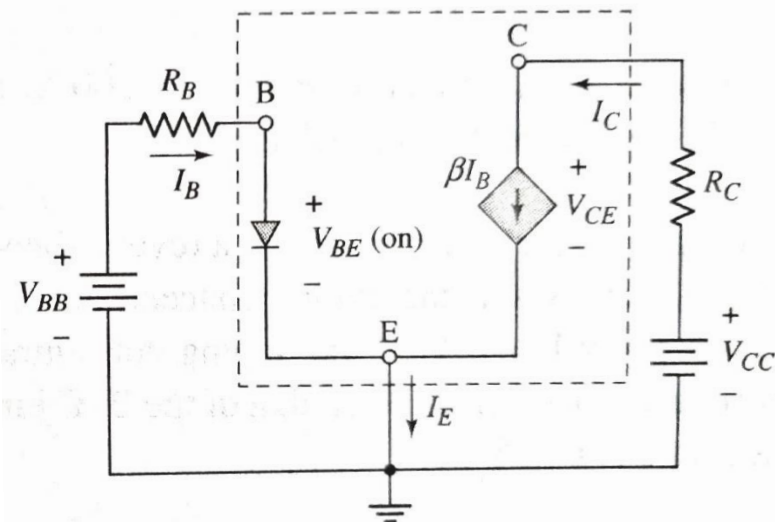 C
R_B
B
I_C
I_B
βI_B
+
V_CE
−
R_C
+
V_BE (on)
−
+
V_BB
−
E
+
V_CC
−
I_E